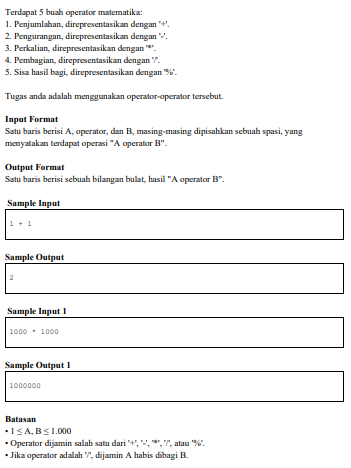 Terdapat 5 buah operator matematika:
1. Penjumlahan, direpresentasikan dengan '+'.
2. Pengurangan, direpresentasikan dengan '-'.
3. Perkalian, direpresentasikan dengan '*'.
4. Pembagian, direpresentasikan dengan '/'.
5. Sisa hasil bagi, direpresentasikan dengan '%'.
Tugas anda adalah menggunakan operator-operator tersebut.
Input Format
Satu baris berisi A, operator, dan B, masing-masing dipisahkan sebuah spasi, yang
menyatakan terdapat operasi "A operator B".
Output Format
Satu baris berisi sebuah bilangan bulat, hasil "A operator B".
Sample Input
1 + 1
Sample Output
2
Sample Input 1
1000 * 1000
Sample Output 1
1000000
Batasan
• 1 ≤ A, B ≤ 1.000
• Operator dijamin salah satu dari '+', '-', '*', '/', atau '%'.
• Jika operator adalah '/', dijamin A habis dibagi B.